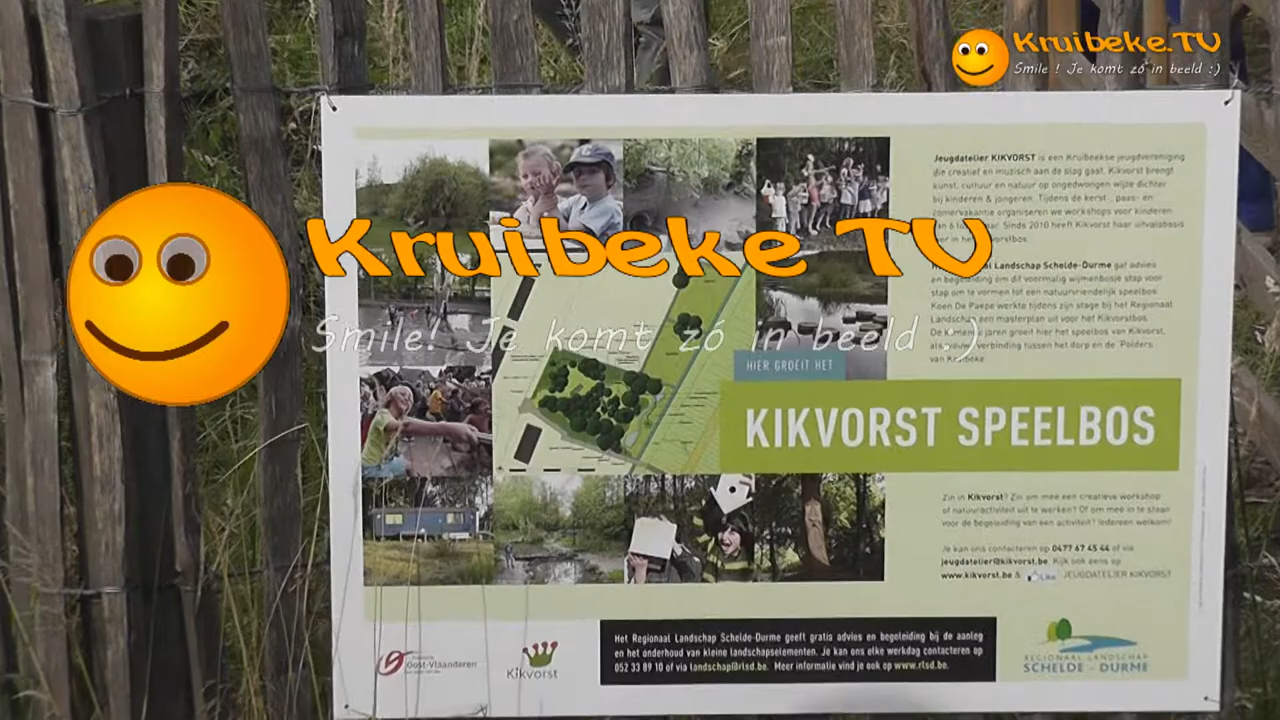 Kruibeke.TV
Smile ! Je komt zó in beeld :)
Kruibeke TV
Smile! Je komt zó in beeld :)
Jeugdatelier KIKVORST is een Kruibeekse jeugdvereniging
die creatief en muzisch aan de slag gaat. Kikvorst brengt
kunst, cultuur en natuur op ongedwongen wijze dichter
bij kinderen & jongeren. Tijdens de kerst-, paas- en
zomervakantie organiseren we workshops voor kinderen
van 6 to Sinds 2010 heeft Kikvorst haar uitvalsbasis
Landschap Schelde-Durme gaf advies
en begeleiding om dit voormalig wijmenbosje stap voor
stap om te vormen tot een natuurvriendelijk speelbos.
Koen De Paepe werkte tijdens zijn stage bij het Regionaal
Landschap een masterplan uit voor het Kikvorstbos.
De komende jaren groeit hier het speelbos van Kikvorst,
als nieuwe verbinding tussen het dorp en de 'Polders
van Kruibeke
HIER GROEIT HET
KIKVORST SPEELBOS
Zin in Kikvorst? Zin om mee een creatieve workshop
of natuuractiviteit uit te werken? Of om mee in te staan
voor de begeleiding van een activiteit? Iedereen welkom!
Je kan ons contacteren op 0477 67 45 44 of via
jeugdatelier@kikvorst.be. Kijk ook eens op
www.kikvorst.be & Like JEUGDATELIER KIKVORST
Oost-Vlaanderen
Kikvorst
Het Regionaal Landschap Schelde-Durme geeft gratis advies en begeleiding bij de aanleg
en het onderhoud van kleine landschapselementen. Je kan ons elke werkdag contacteren op
052 33 89 10 of via landschap@rlsd.be. Meer informatie vind je ook op www.rlsd.be.
REGIONAAL LANDSCHAP
SCHELDE - DURME